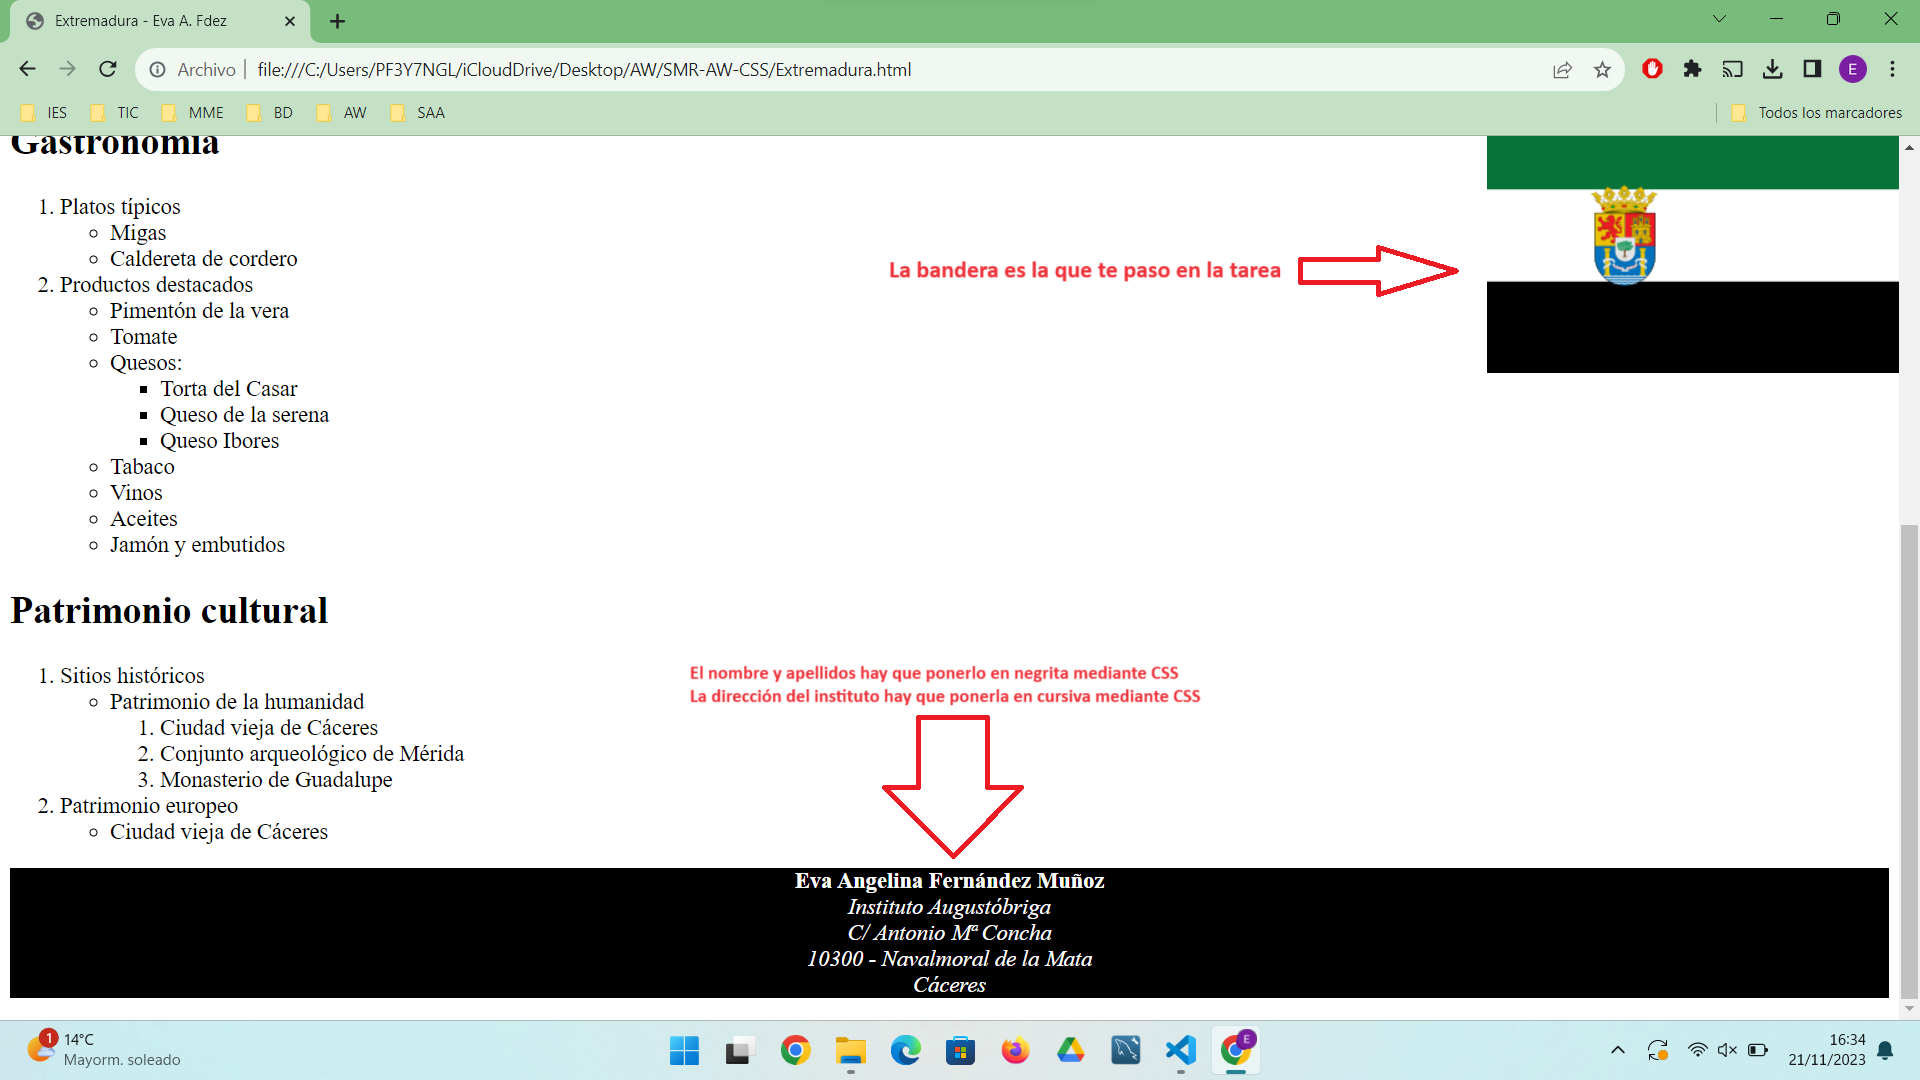 Extremadura - Eva A. Fdez
Archivo | file:///C:/Users/PF3Y7NGL/iCloudDrive/Desktop/AW/SMR-AW-CSS/Extremadura.html
E
IES TIC MME BD AW SAA Todos los marcadores
Gastronomía
1. Platos típicos
Migas
Caldereta de cordero
2. Productos destacados
Pimentón de la vera
Tomate
Quesos:
Torta del Casar
Queso de la serena
Queso Ibores
Tabaco
Vinos
Aceites
Jamón y embutidos
La bandera es la que te paso en la tarea
Patrimonio cultural
1. Sitios históricos
Patrimonio de la humanidad
1. Ciudad vieja de Cáceres
2. Conjunto arqueológico de Mérida
3. Monasterio de Guadalupe
2. Patrimonio europeo
Ciudad vieja de Cáceres
El nombre y apellidos hay que ponerlo en negrita mediante CSS
La dirección del instituto hay que ponerla en cursiva mediante CSS
Eva Angelina Fernández Muñoz
Instituto Augustóbriga
C/ Antonio Mª Concha
10300 - Navalmoral de la Mata
Cáceres
1
14°C
Mayorm. soleado
E
16:34
21/11/2023